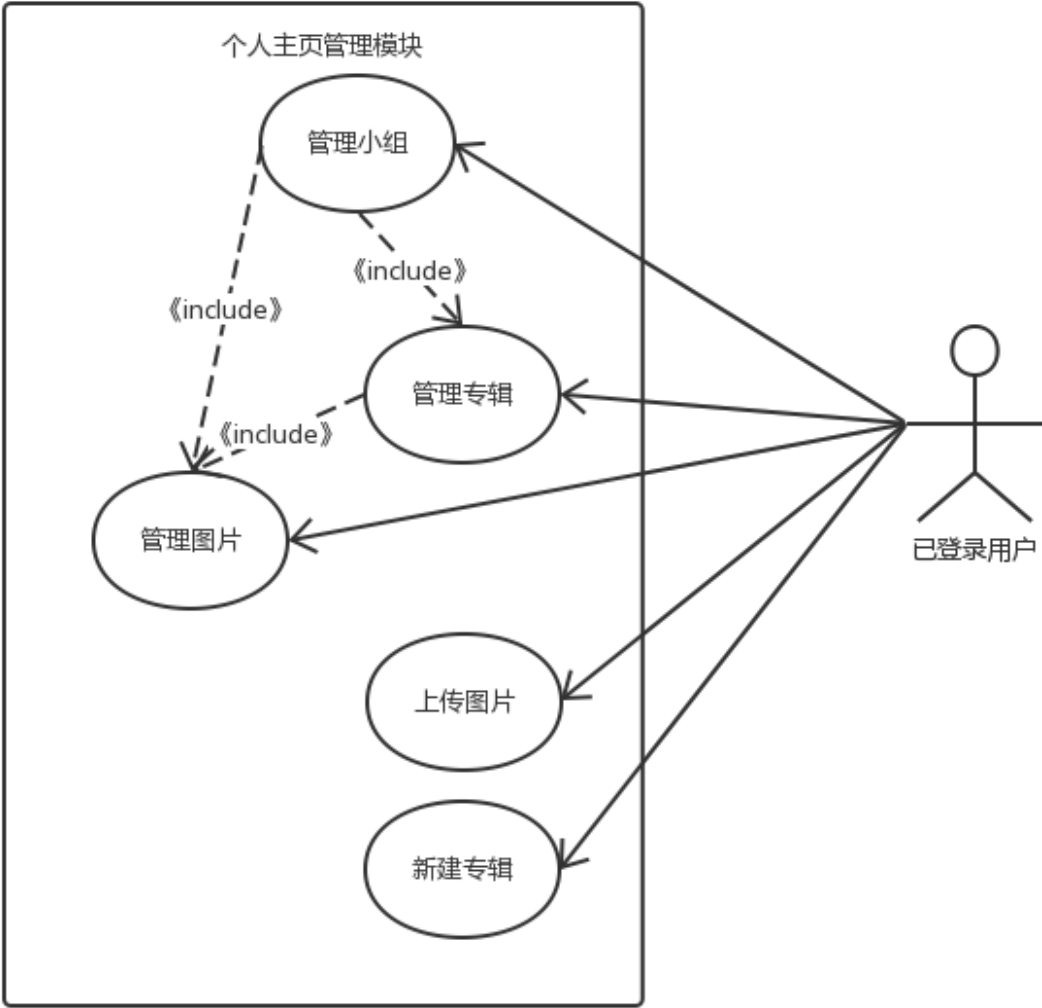 个人主页管理模块
管理小组
《include》
《include》
管理专辑
《include》
管理图片
已登录用户
上传图片
新建专辑